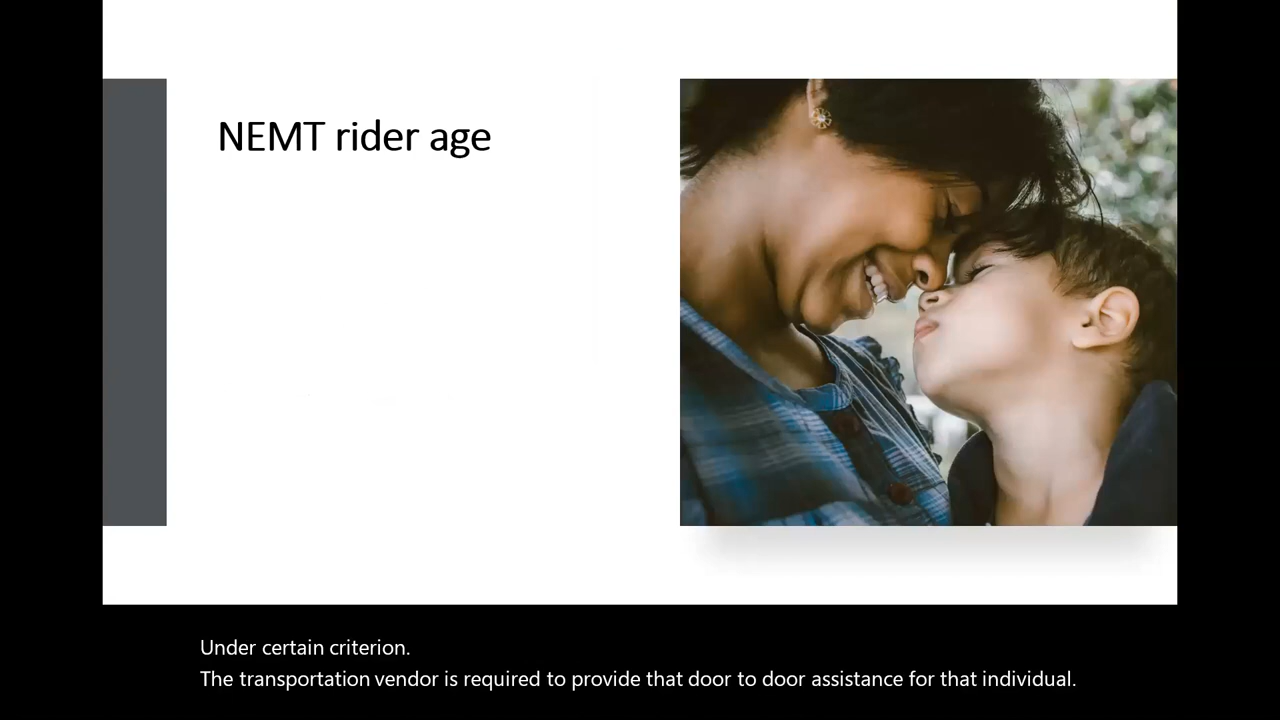 NEMT rider age
Under certain criterion.
The transportation vendor is required to provide that door to door assistance for that individual.